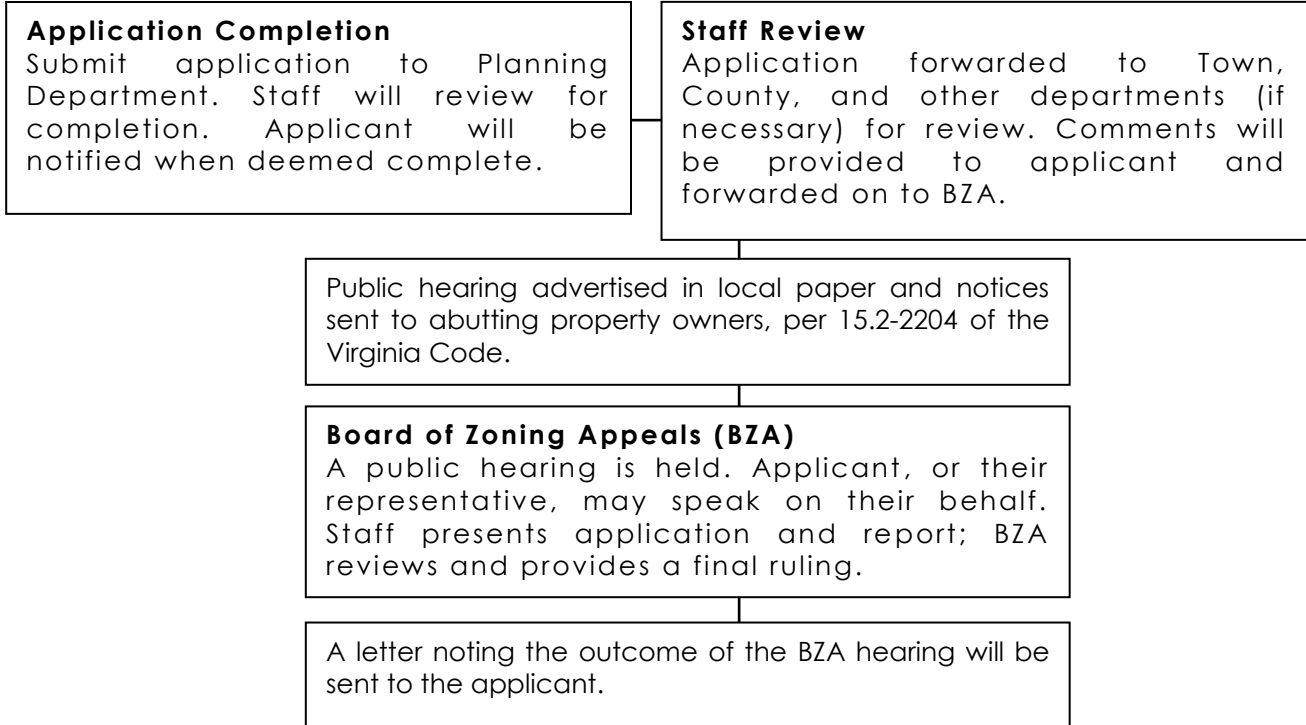 Application Completion
Submit application to Planning
Department. Staff will review for
completion. Applicant will be
notified when deemed complete.
Staff Review
Application forwarded to Town,
County, and other departments (if
necessary) for review. Comments will
be provided to applicant and
forwarded on to BZA.
Public hearing advertised in local paper and notices
sent to abutting property owners, per 15.2-2204 of the
Virginia Code.
Board of Zoning Appeals (BZA)
A public hearing is held. Applicant, or their
representative, may speak on their behalf.
Staff presents application and report; BZA
reviews and provides a final ruling.
A letter noting the outcome of the BZA hearing will be
sent to the applicant.